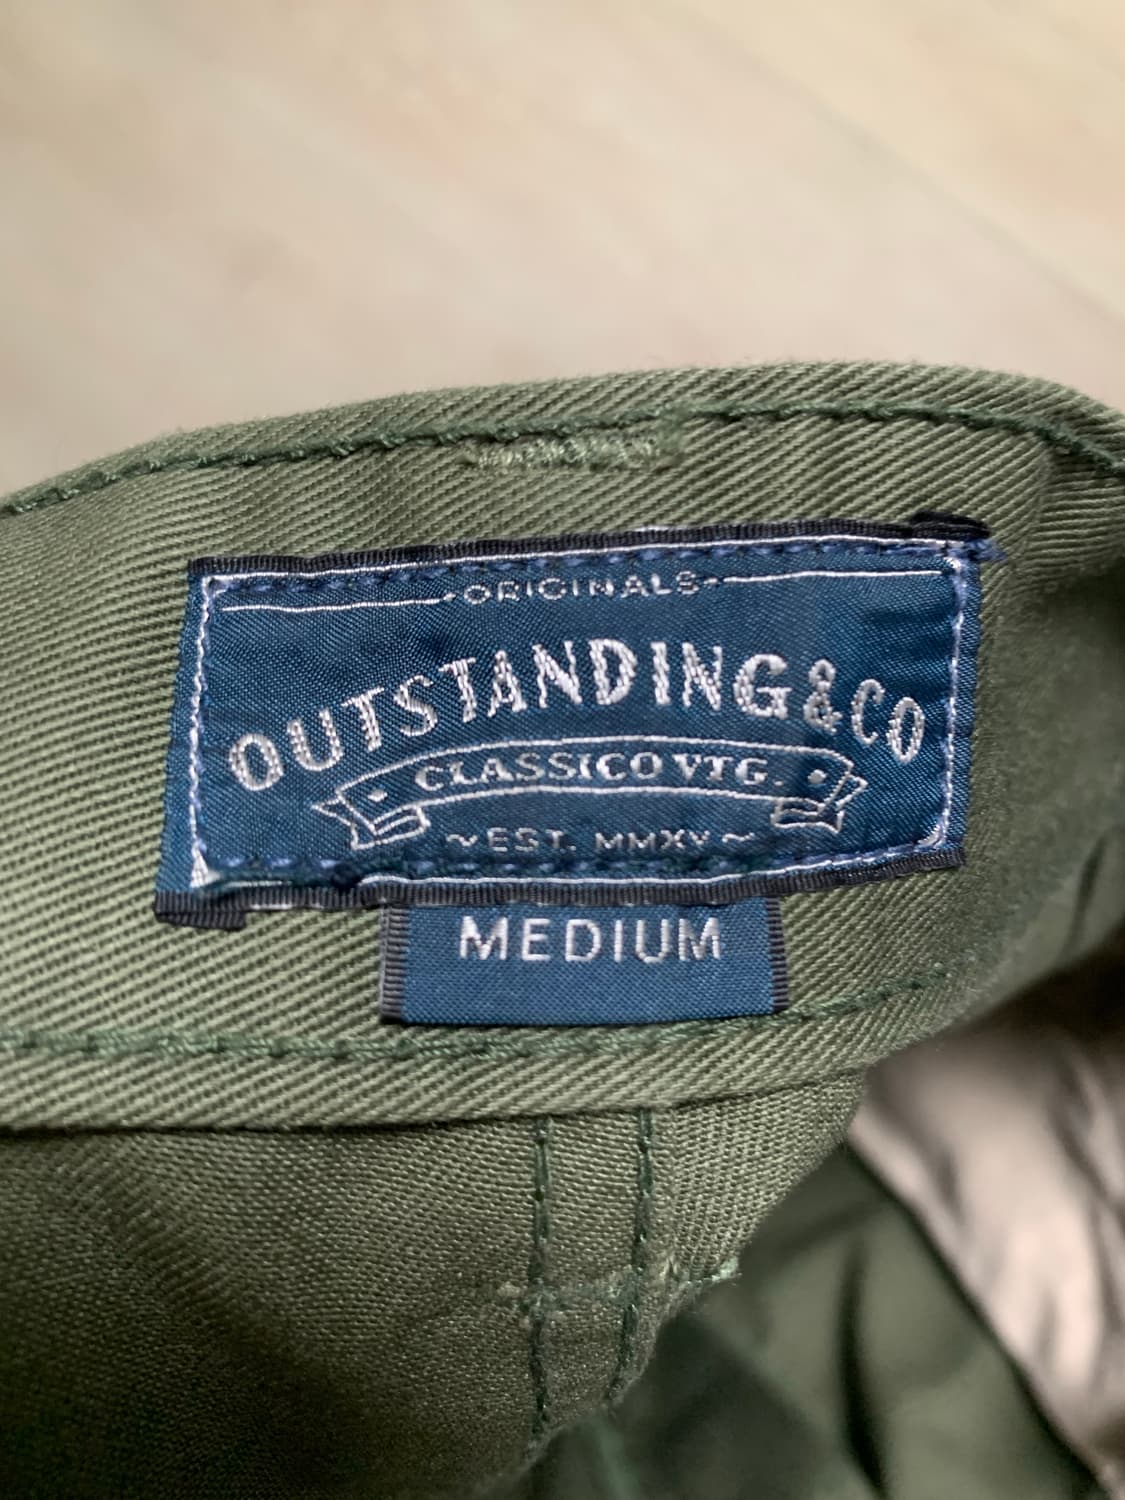 ORIGINALS
OUTSTANDING&CO
CLASSICO VTG.
~EST. MMXV~
MEDIUM